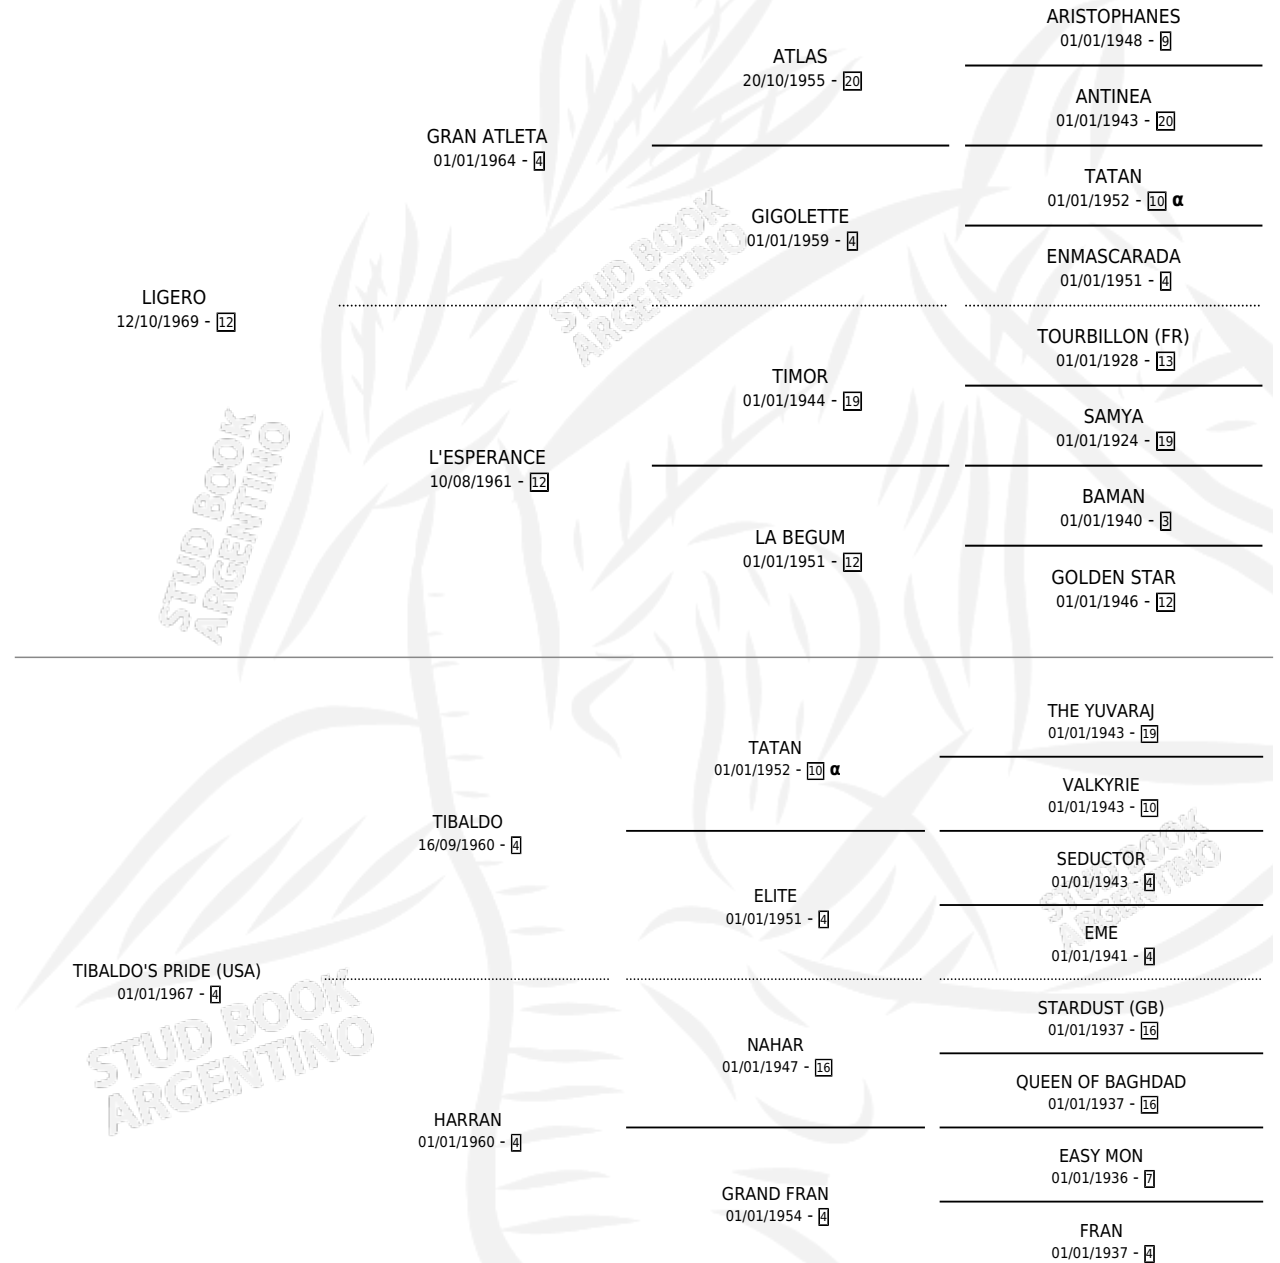 ARISTOPHANES
01/01/1948 - 9
ATLAS
20/10/1955 - 20
ANTINEA
01/01/1943 - 20
GRAN ATLETA
01/01/1964 - 4
TATAN
01/01/1952 - 10 α
GIGOLETTE
01/01/1959 - 4
ENMASCARADA
01/01/1951 - 4
STUD BOOK
ARGENTINO
LIGERO
12/10/1969 - 12
TOURBILLON (FR)
01/01/1928 - 13
TIMOR
01/01/1944 - 19
SAMYA
01/01/1924 - 19
L'ESPERANCE
10/08/1961 - 12
BAMAN
01/01/1940 - 3
LA BEGUM
01/01/1951 - 12
GOLDEN STAR
01/01/1946 - 12
STUD BOOK
ARGENTINO
THE YUVARAJ
01/01/1943 - 19
TATAN
01/01/1952 - 10 α
VALKYRIE
01/01/1943 - 10
TIBALDO
16/09/1960 - 4
SEDUCTOR
01/01/1943 - 4
ELITE
01/01/1951 - 4
EME
01/01/1941 - 4
STUD BOOK
ARGENTINO
TIBALDO'S PRIDE (USA)
01/01/1967 - 4
STARDUST (GB)
01/01/1937 - 16
NAHAR
01/01/1947 - 16
QUEEN OF BAGHDAD
01/01/1937 - 16
STUD BOOK
ARGENTINO
HARRAN
01/01/1960 - 4
EASY MON
01/01/1936 - 7
GRAND FRAN
01/01/1954 - 4
FRAN
01/01/1937 - 4